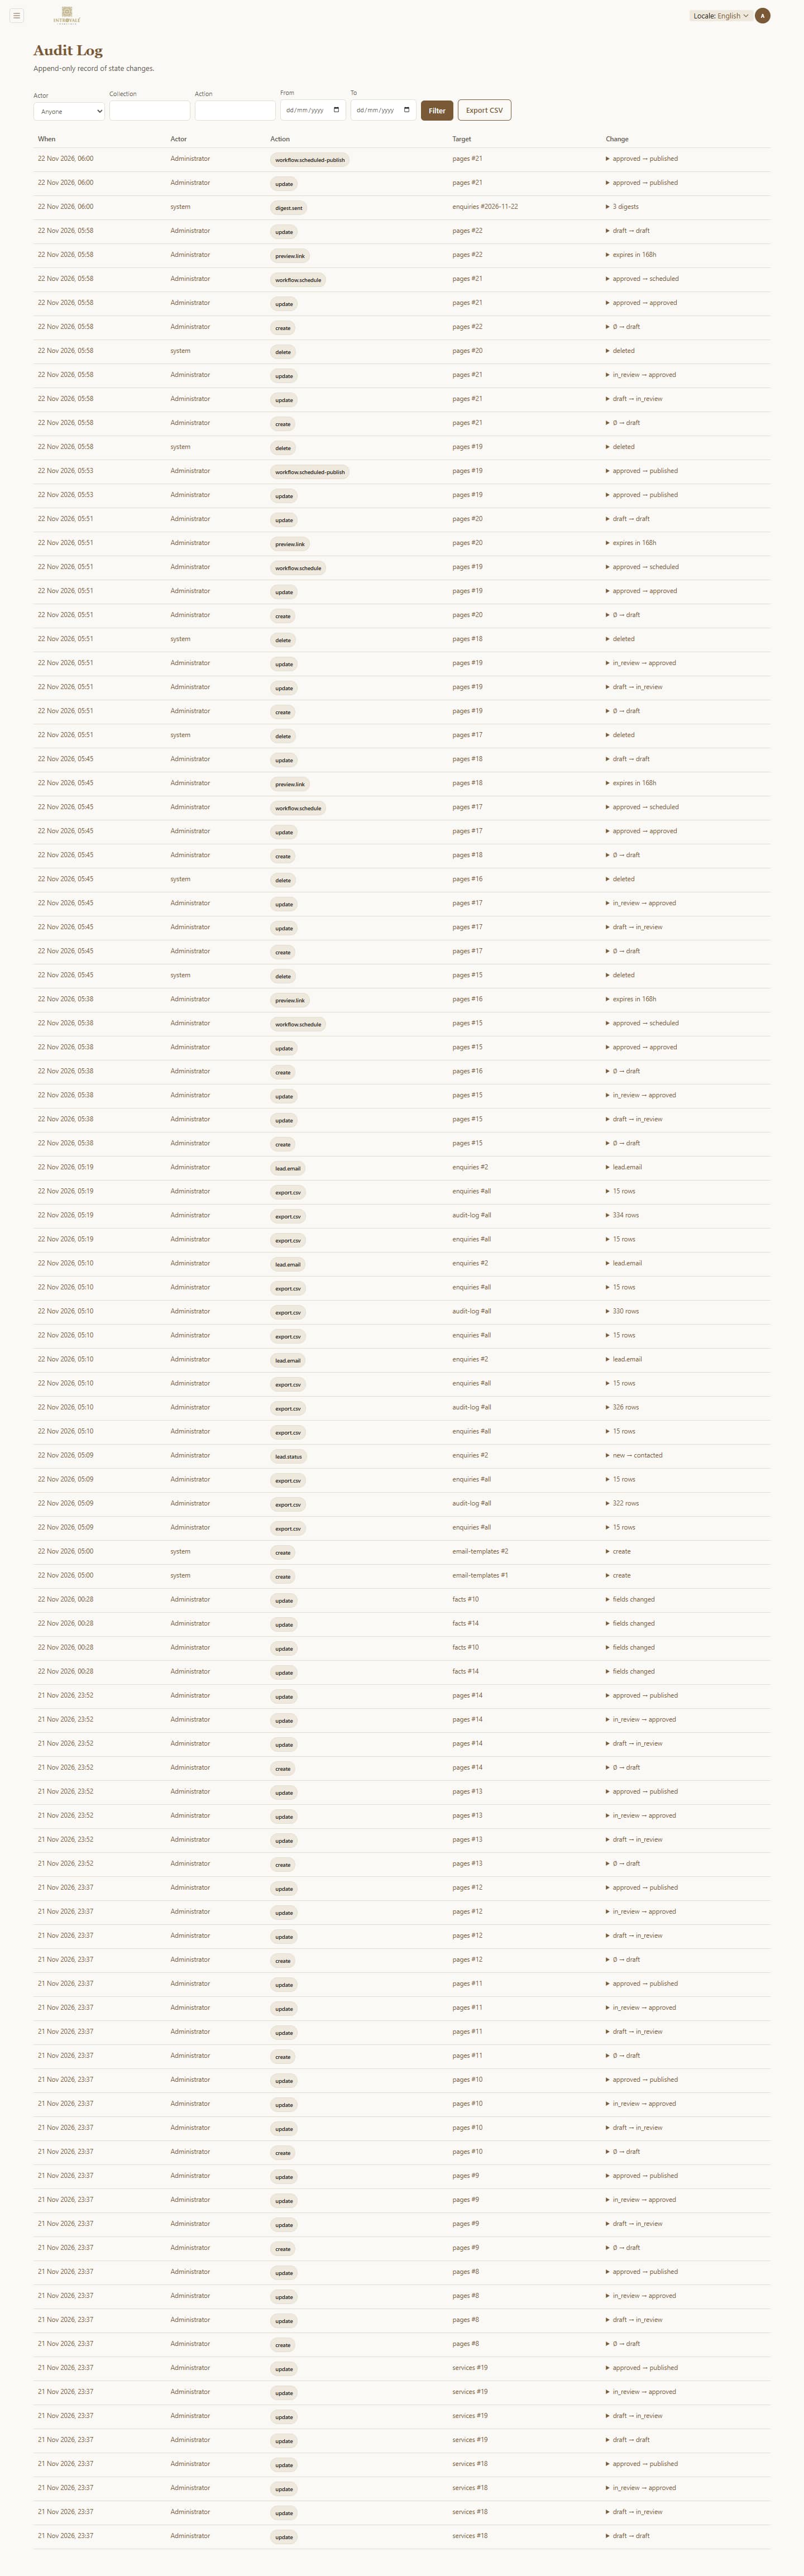 Locale: English
A
Audit Log
Append-only record of state changes.
Actor Collection Action From To
Anyone dd/mm/yyyy dd/mm/yyyy Filter Export CSV
When Actor Action Target Change
22 Nov 2026, 06:00 Administrator workflow.scheduled-publish pages #21 ▶ approved → published
22 Nov 2026, 06:00 Administrator update pages #21 ▶ approved → published
22 Nov 2026, 06:00 system digest.sent enquiries #2026-11-22 ▶ 3 digests
22 Nov 2026, 05:58 Administrator update pages #22 ▶ draft → draft
22 Nov 2026, 05:58 Administrator preview.link pages #22 ▶ expires in 168h
22 Nov 2026, 05:58 Administrator workflow.schedule pages #21 ▶ approved → scheduled
22 Nov 2026, 05:58 Administrator update pages #21 ▶ approved → approved
22 Nov 2026, 05:58 Administrator create pages #22 ▶ ∅ → draft
22 Nov 2026, 05:58 system delete pages #20 ▶ deleted
22 Nov 2026, 05:58 Administrator update pages #21 ▶ in_review → approved
22 Nov 2026, 05:58 Administrator update pages #21 ▶ draft → in_review
22 Nov 2026, 05:58 Administrator create pages #21 ▶ ∅ → draft
22 Nov 2026, 05:58 system delete pages #19 ▶ deleted
22 Nov 2026, 05:53 Administrator workflow.scheduled-publish pages #19 ▶ approved → published
22 Nov 2026, 05:53 Administrator update pages #19 ▶ approved → published
22 Nov 2026, 05:51 Administrator update pages #20 ▶ draft → draft
22 Nov 2026, 05:51 Administrator preview.link pages #20 ▶ expires in 168h
22 Nov 2026, 05:51 Administrator workflow.schedule pages #19 ▶ approved → scheduled
22 Nov 2026, 05:51 Administrator update pages #19 ▶ approved → approved
22 Nov 2026, 05:51 Administrator create pages #20 ▶ ∅ → draft
22 Nov 2026, 05:51 system delete pages #18 ▶ deleted
22 Nov 2026, 05:51 Administrator update pages #19 ▶ in_review → approved
22 Nov 2026, 05:51 Administrator update pages #19 ▶ draft → in_review
22 Nov 2026, 05:51 Administrator create pages #19 ▶ ∅ → draft
22 Nov 2026, 05:51 system delete pages #17 ▶ deleted
22 Nov 2026, 05:45 Administrator update pages #18 ▶ draft → draft
22 Nov 2026, 05:45 Administrator preview.link pages #18 ▶ expires in 168h
22 Nov 2026, 05:45 Administrator workflow.schedule pages #17 ▶ approved → scheduled
22 Nov 2026, 05:45 Administrator update pages #17 ▶ approved → approved
22 Nov 2026, 05:45 Administrator create pages #18 ▶ ∅ → draft
22 Nov 2026, 05:45 system delete pages #16 ▶ deleted
22 Nov 2026, 05:45 Administrator update pages #17 ▶ in_review → approved
22 Nov 2026, 05:45 Administrator update pages #17 ▶ draft → in_review
22 Nov 2026, 05:45 Administrator create pages #17 ▶ ∅ → draft
22 Nov 2026, 05:45 system delete pages #15 ▶ deleted
22 Nov 2026, 05:38 Administrator preview.link pages #16 ▶ expires in 168h
22 Nov 2026, 05:38 Administrator workflow.schedule pages #15 ▶ approved → scheduled
22 Nov 2026, 05:38 Administrator update pages #15 ▶ approved → approved
22 Nov 2026, 05:38 Administrator create pages #16 ▶ ∅ → draft
22 Nov 2026, 05:38 Administrator update pages #15 ▶ in_review → approved
22 Nov 2026, 05:38 Administrator update pages #15 ▶ draft → in_review
22 Nov 2026, 05:38 Administrator create pages #15 ▶ ∅ → draft
22 Nov 2026, 05:19 Administrator lead.email enquiries #2 ▶ lead.email
22 Nov 2026, 05:19 Administrator export.csv enquiries #all ▶ 15 rows
22 Nov 2026, 05:19 Administrator export.csv audit-log #all ▶ 334 rows
22 Nov 2026, 05:19 Administrator export.csv enquiries #all ▶ 15 rows
22 Nov 2026, 05:10 Administrator lead.email enquiries #2 ▶ lead.email
22 Nov 2026, 05:10 Administrator export.csv enquiries #all ▶ 15 rows
22 Nov 2026, 05:10 Administrator export.csv audit-log #all ▶ 330 rows
22 Nov 2026, 05:10 Administrator export.csv enquiries #all ▶ 15 rows
22 Nov 2026, 05:10 Administrator lead.email enquiries #2 ▶ lead.email
22 Nov 2026, 05:10 Administrator export.csv enquiries #all ▶ 15 rows
22 Nov 2026, 05:10 Administrator export.csv audit-log #all ▶ 326 rows
22 Nov 2026, 05:10 Administrator export.csv enquiries #all ▶ 15 rows
22 Nov 2026, 05:09 Administrator lead.status enquiries #2 ▶ new → contacted
22 Nov 2026, 05:09 Administrator export.csv enquiries #all ▶ 15 rows
22 Nov 2026, 05:09 Administrator export.csv audit-log #all ▶ 322 rows
22 Nov 2026, 05:09 Administrator export.csv enquiries #all ▶ 15 rows
22 Nov 2026, 05:00 system create email-templates #2 ▶ create
22 Nov 2026, 05:00 system create email-templates #1 ▶ create
22 Nov 2026, 00:28 Administrator update facts #10 ▶ fields changed
22 Nov 2026, 00:28 Administrator update facts #14 ▶ fields changed
22 Nov 2026, 00:28 Administrator update facts #10 ▶ fields changed
22 Nov 2026, 00:28 Administrator update facts #14 ▶ fields changed
21 Nov 2026, 23:52 Administrator update pages #14 ▶ approved → published
21 Nov 2026, 23:52 Administrator update pages #14 ▶ in_review → approved
21 Nov 2026, 23:52 Administrator update pages #14 ▶ draft → in_review
21 Nov 2026, 23:52 Administrator create pages #14 ▶ ∅ → draft
21 Nov 2026, 23:52 Administrator update pages #13 ▶ approved → published
21 Nov 2026, 23:52 Administrator update pages #13 ▶ in_review → approved
21 Nov 2026, 23:52 Administrator update pages #13 ▶ draft → in_review
21 Nov 2026, 23:52 Administrator create pages #13 ▶ ∅ → draft
21 Nov 2026, 23:37 Administrator update pages #12 ▶ approved → published
21 Nov 2026, 23:37 Administrator update pages #12 ▶ in_review → approved
21 Nov 2026, 23:37 Administrator update pages #12 ▶ draft → in_review
21 Nov 2026, 23:37 Administrator create pages #12 ▶ ∅ → draft
21 Nov 2026, 23:37 Administrator update pages #11 ▶ approved → published
21 Nov 2026, 23:37 Administrator update pages #11 ▶ in_review → approved
21 Nov 2026, 23:37 Administrator update pages #11 ▶ draft → in_review
21 Nov 2026, 23:37 Administrator create pages #11 ▶ ∅ → draft
21 Nov 2026, 23:37 Administrator update pages #10 ▶ approved → published
21 Nov 2026, 23:37 Administrator update pages #10 ▶ in_review → approved
21 Nov 2026, 23:37 Administrator update pages #10 ▶ draft → in_review
21 Nov 2026, 23:37 Administrator create pages #10 ▶ ∅ → draft
21 Nov 2026, 23:37 Administrator update pages #9 ▶ approved → published
21 Nov 2026, 23:37 Administrator update pages #9 ▶ in_review → approved
21 Nov 2026, 23:37 Administrator update pages #9 ▶ draft → in_review
21 Nov 2026, 23:37 Administrator create pages #9 ▶ ∅ → draft
21 Nov 2026, 23:37 Administrator update pages #8 ▶ approved → published
21 Nov 2026, 23:37 Administrator update pages #8 ▶ in_review → approved
21 Nov 2026, 23:37 Administrator update pages #8 ▶ draft → in_review
21 Nov 2026, 23:37 Administrator create pages #8 ▶ ∅ → draft
21 Nov 2026, 23:37 Administrator update services #19 ▶ approved → published
21 Nov 2026, 23:37 Administrator update services #19 ▶ in_review → approved
21 Nov 2026, 23:37 Administrator update services #19 ▶ draft → in_review
21 Nov 2026, 23:37 Administrator update services #19 ▶ draft → draft
21 Nov 2026, 23:37 Administrator update services #18 ▶ approved → published
21 Nov 2026, 23:37 Administrator update services #18 ▶ in_review → approved
21 Nov 2026, 23:37 Administrator update services #18 ▶ draft → in_review
21 Nov 2026, 23:37 Administrator update services #18 ▶ draft → draft